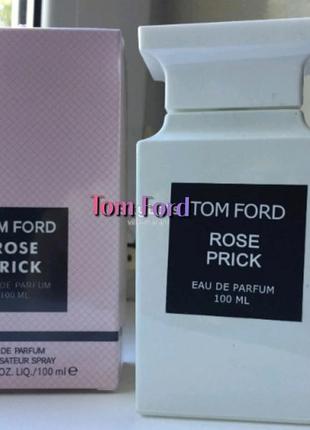 M FORD
ROSE
PRICK
DE PARFUM
100 ML
DE PARFUM
SATEUR SPRAY
OZ. LIQ./100 ml e
Tom Ford
TOM FORD
ROSE
PRICK
EAU DE PARFUM
100 ML